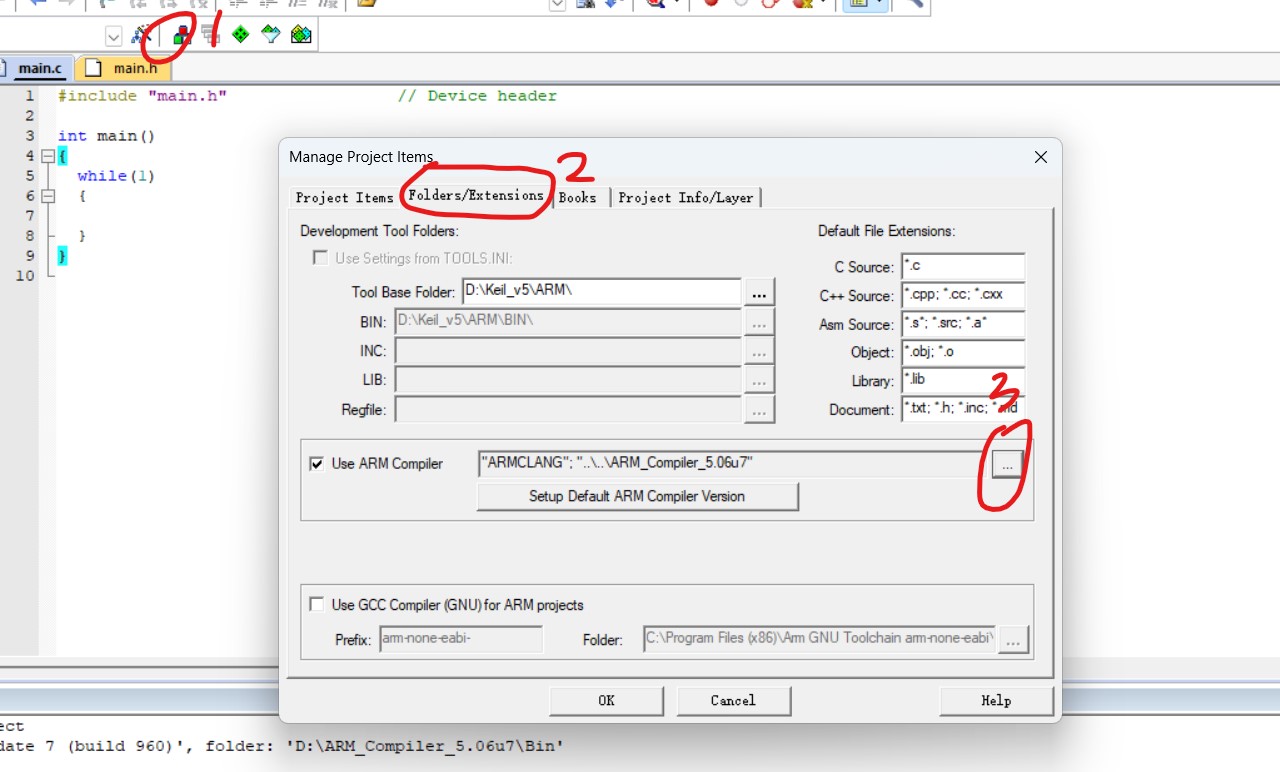 1
main.c
main.h
1 #include "main.h" // Device header
2
3 int main()
4 {
5 while(1)
6 {
7
8 }
9 }
10
Manage Project Items
2
Project Items Folders/Extensions Books Project Info/Layer
Development Tool Folders:
Use Settings from TOOLS.INI:
Tool Base Folder: D:\Keil_v5\ARM\ ...
BIN: D:\Keil_v5\ARM\BIN\ ...
INC: ...
LIB: ...
Regfile: ...
Default File Extensions:
C Source: *.c
C++ Source: *.cpp; *.cc; *.cxx
Asm Source: *.s*; *.src; *.a*
Object: *.obj; *.o
Library: *.lib
Document: *.txt; *.h; *.inc;
3
Use ARM Compiler "ARMCLANG"; "..\..\ARM_Compiler_5.06u7" ...
Setup Default ARM Compiler Version
Use GCC Compiler (GNU) for ARM projects
Prefix: arm-none-eabi- Folder: C:\Program Files (x86)\Arm GNU Toolchain arm-none-eabi\ ...
OK Cancel Help
ect
date 7 (build 960)', folder: 'D:\ARM_Compiler_5.06u7\Bin'